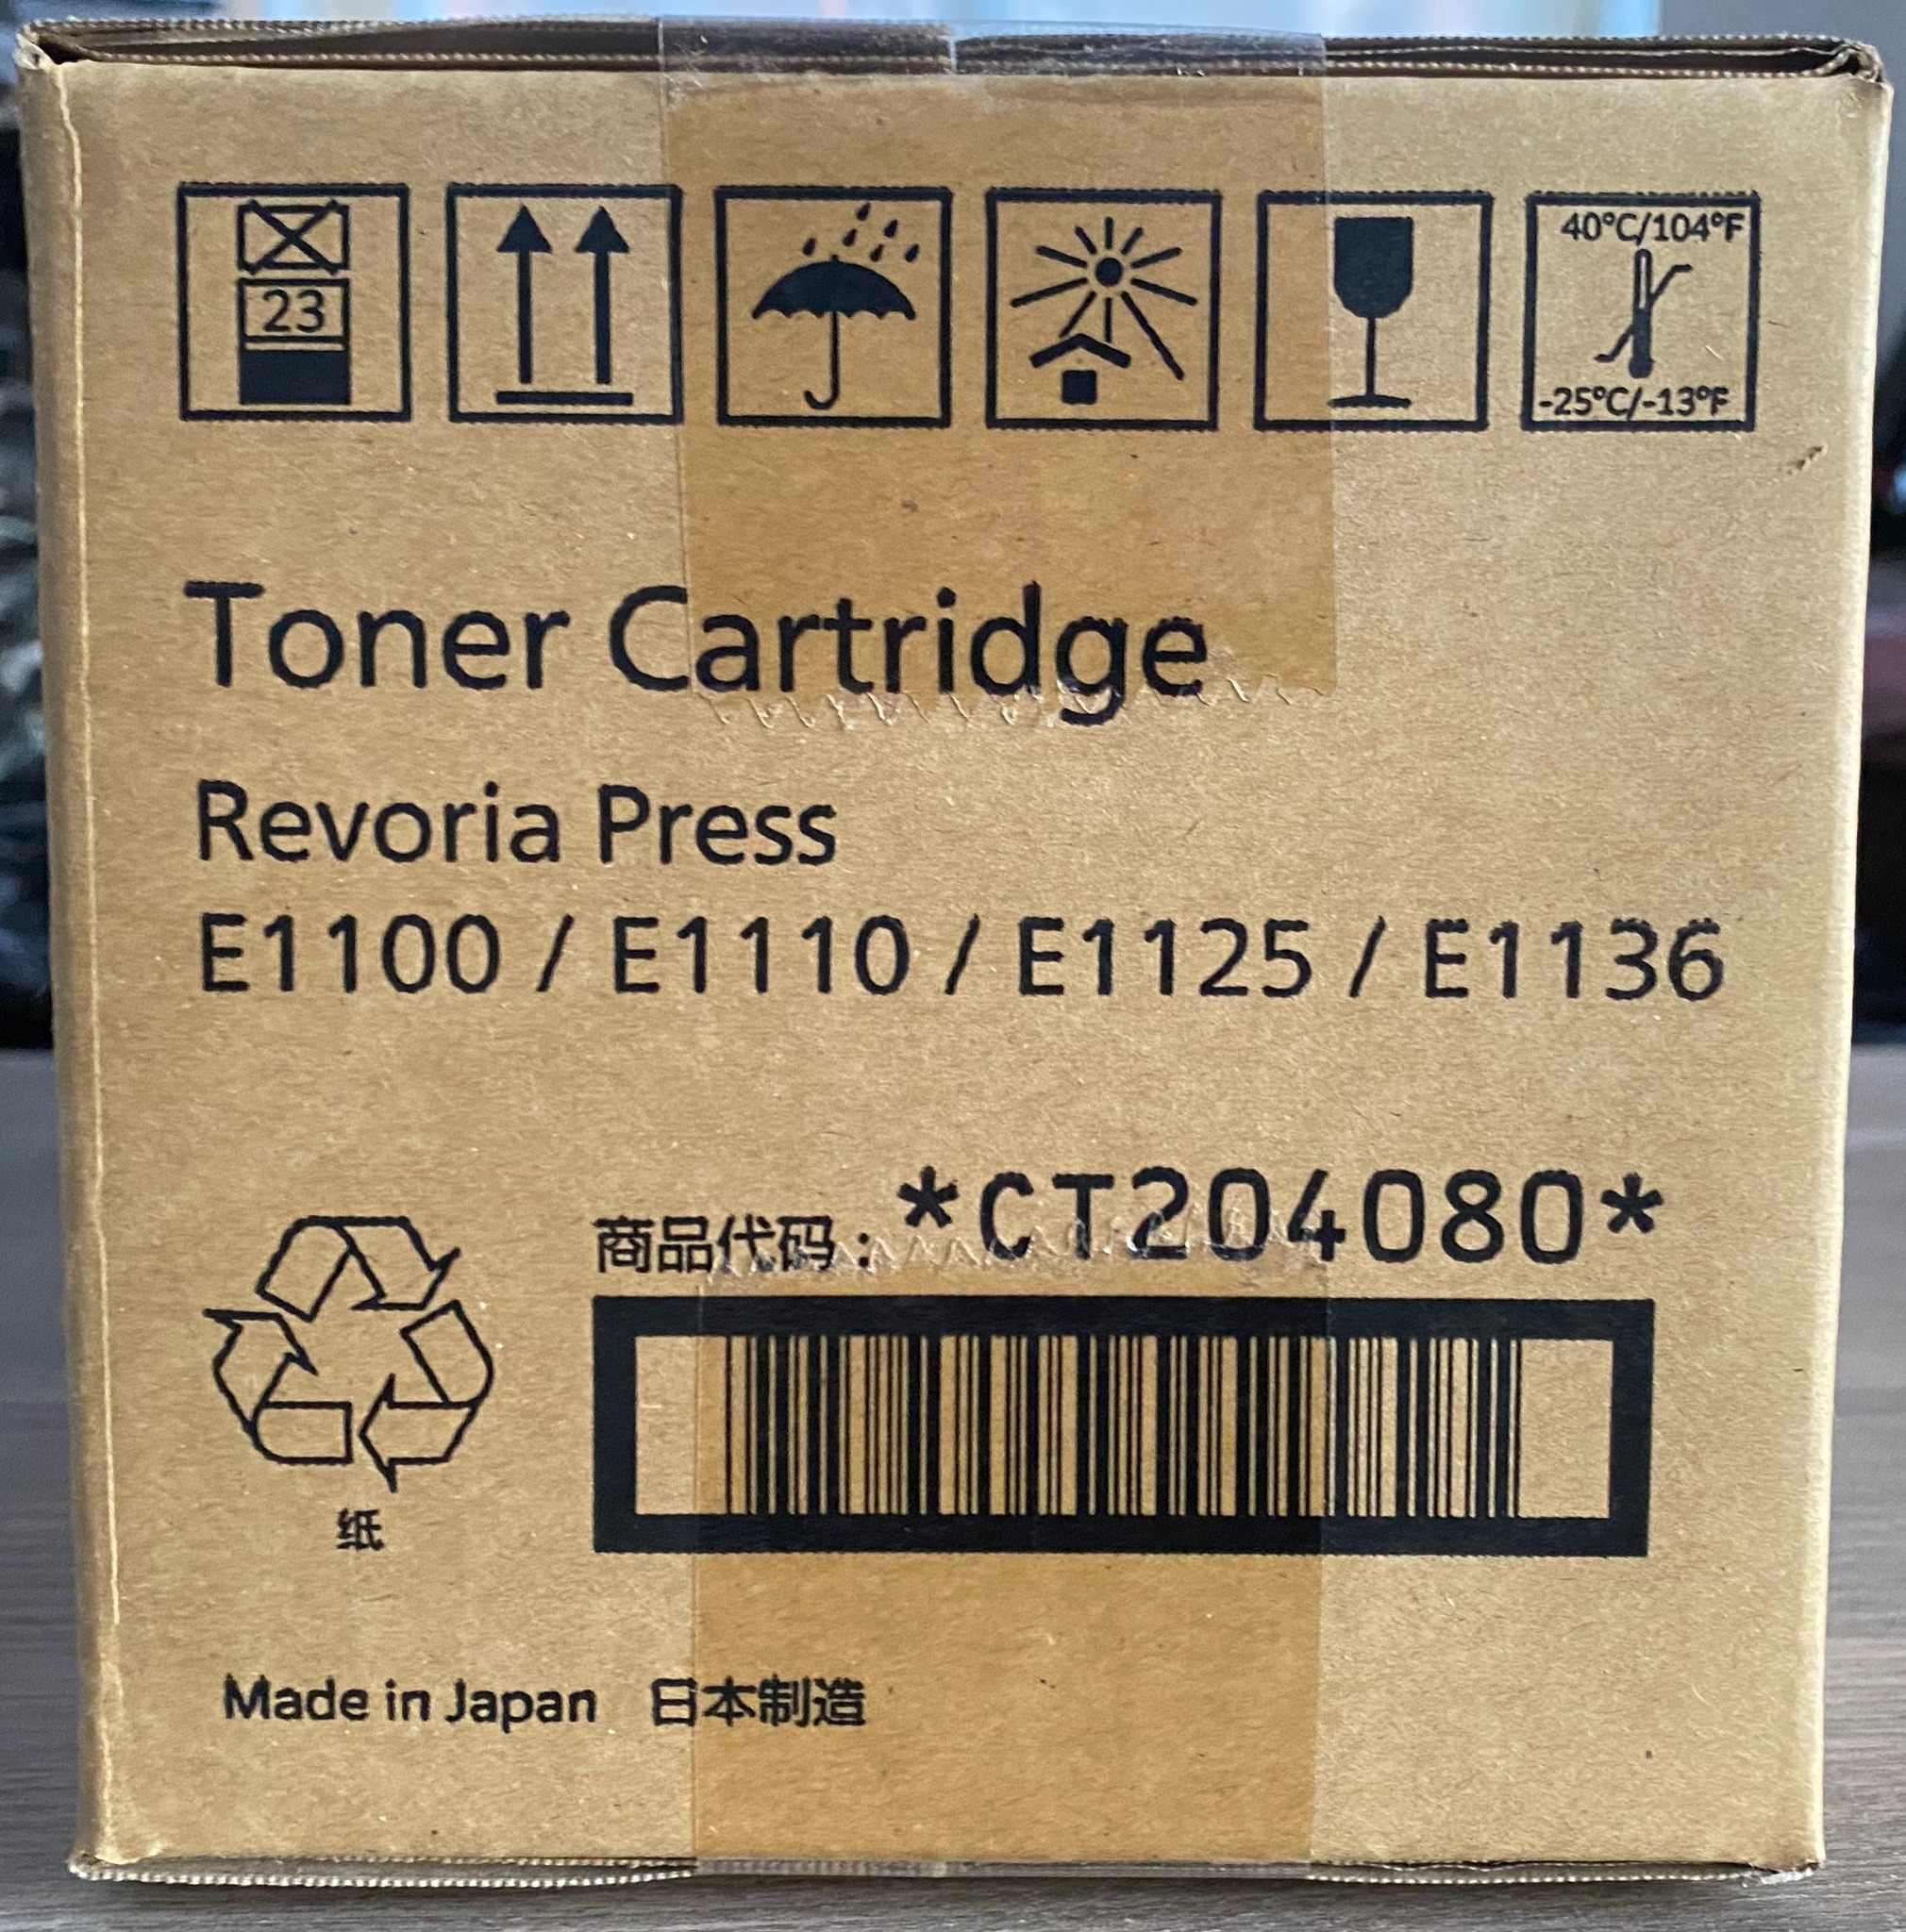 23
40°C/104°F
-25°C/-13°F
Toner Cartridge
Revoria Press
E1100 / E1110 / E1125 / E1136
商品代码：*CT204080*
纸
Made in Japan 日本制造